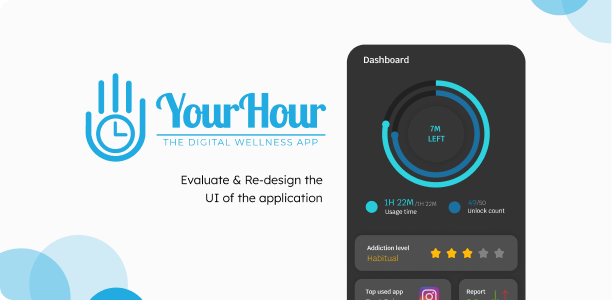 YourHour
THE DIGITAL WELLNESS APP
Evaluate & Re-design the
UI of the application
Dashboard
7M
LEFT
1H 22M/1H 22M
Usage time
49/50
Unlock count
Addiction level
Habitual
Top used app
Report